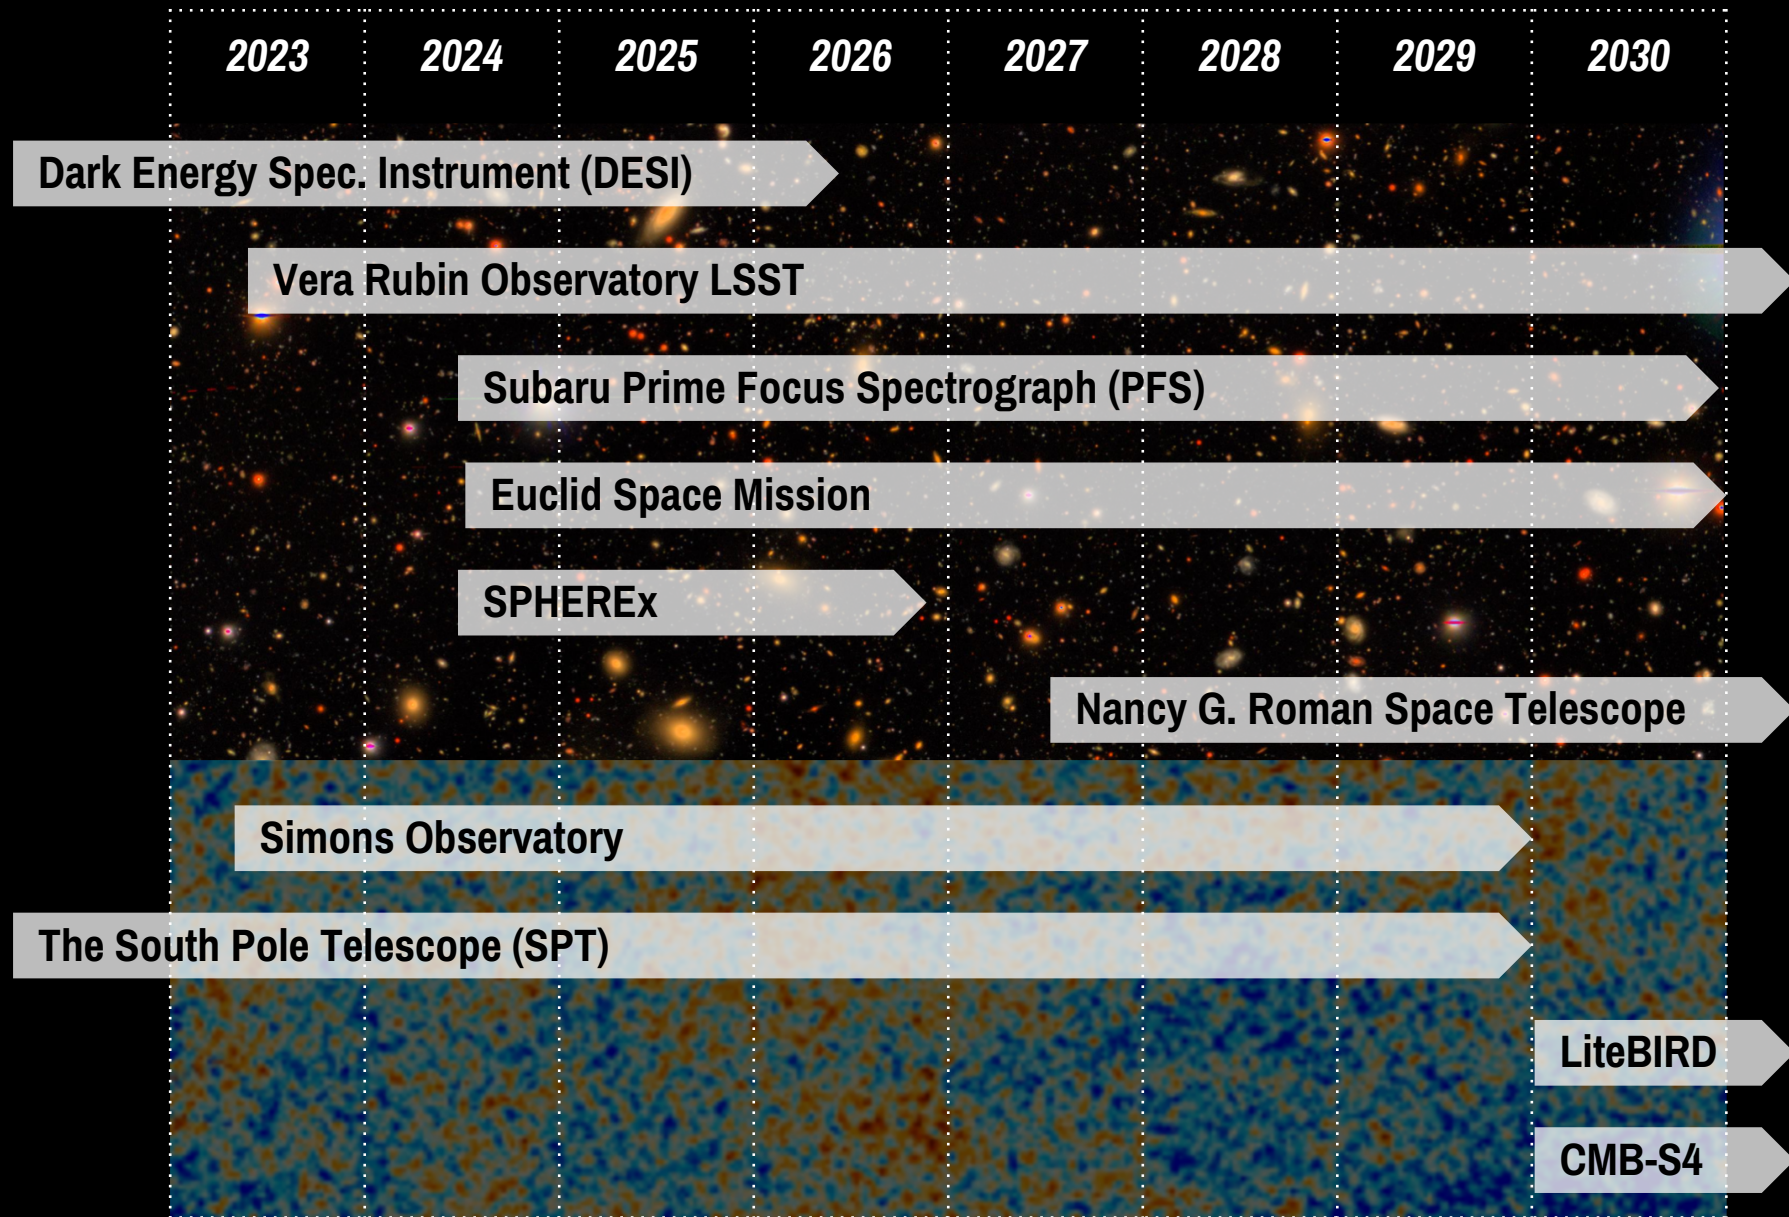 2023 2024 2025 2026 2027 2028 2029 2030
Dark Energy Spec. Instrument (DESI)
Vera Rubin Observatory LSST
Subaru Prime Focus Spectrograph (PFS)
Euclid Space Mission
SPHEREx
Nancy G. Roman Space Telescope
Simons Observatory
The South Pole Telescope (SPT)
LiteBIRD
CMB-S4